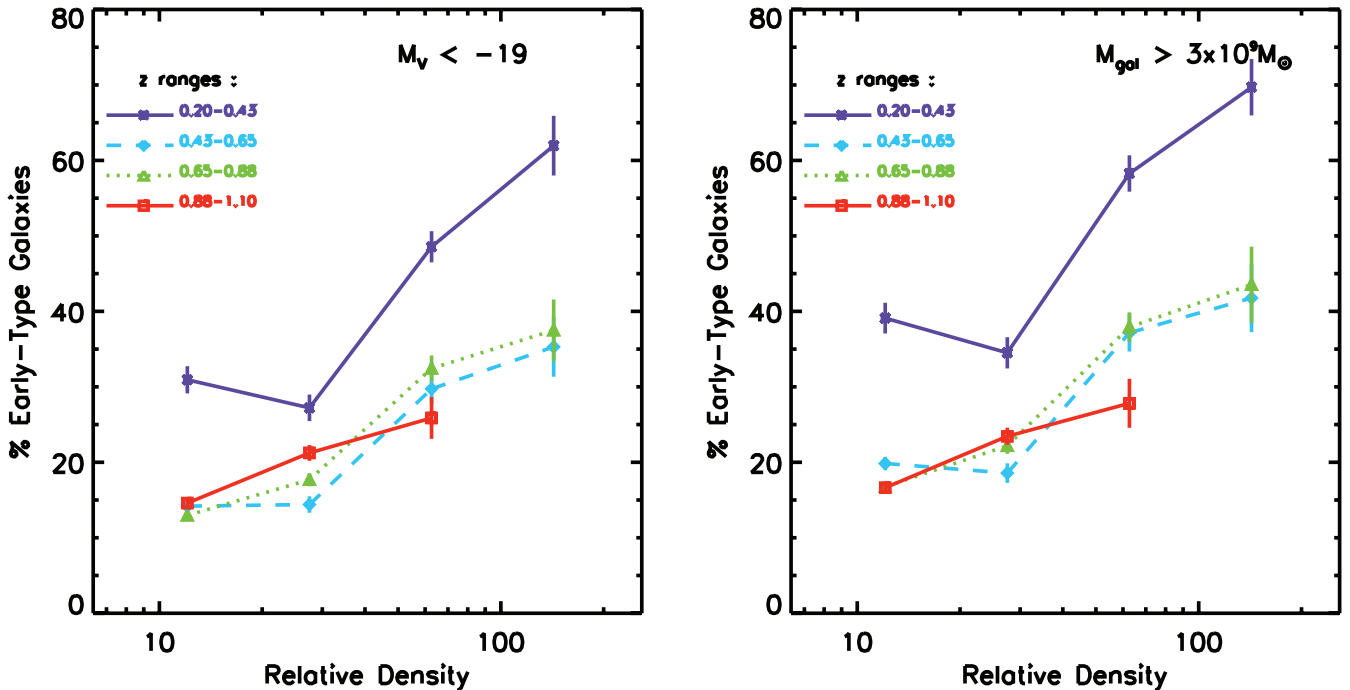 M_V < -19
z ranges :
0.20-0.43
0.43-0.65
0.65-0.88
0.88-1.10
80
60
40
20
0
% Early-Type Galaxies
10 100
Relative Density
M_gal > 3x10^9M_⊙
z ranges :
0.20-0.43
0.43-0.65
0.65-0.88
0.88-1.10
80
60
40
20
0
% Early-Type Galaxies
10 100
Relative Density